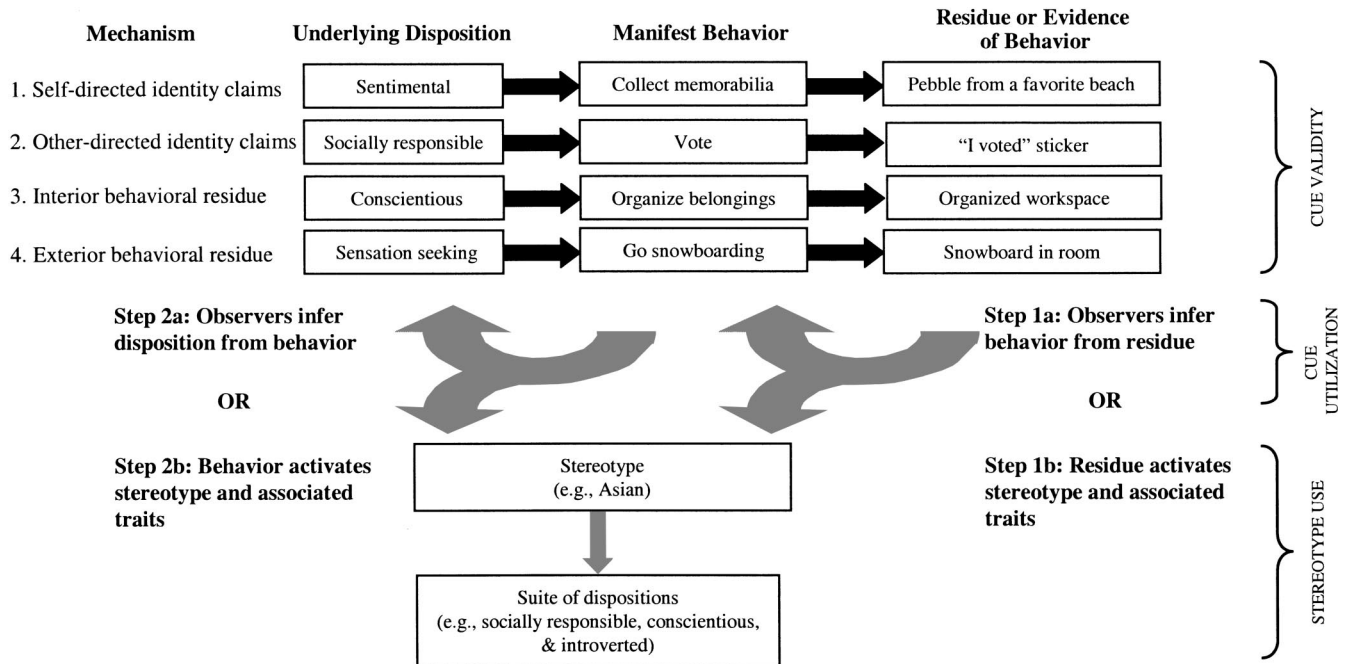 Mechanism
Underlying Disposition
Manifest Behavior
Residue or Evidence
of Behavior
1. Self-directed identity claims
Sentimental
Collect memorabilia
Pebble from a favorite beach
2. Other-directed identity claims
Socially responsible
Vote
“I voted” sticker
3. Interior behavioral residue
Conscientious
Organize belongings
Organized workspace
4. Exterior behavioral residue
Sensation seeking
Go snowboarding
Snowboard in room
CUE VALIDITY
Step 2a: Observers infer
disposition from behavior
Step 1a: Observers infer
behavior from residue
CUE
UTILIZATION
OR
OR
Step 2b: Behavior activates
stereotype and associated
traits
Stereotype
(e.g., Asian)
Step 1b: Residue activates
stereotype and associated
traits
STEREOTYPE USE
Suite of dispositions
(e.g., socially responsible, conscientious,
& introverted)